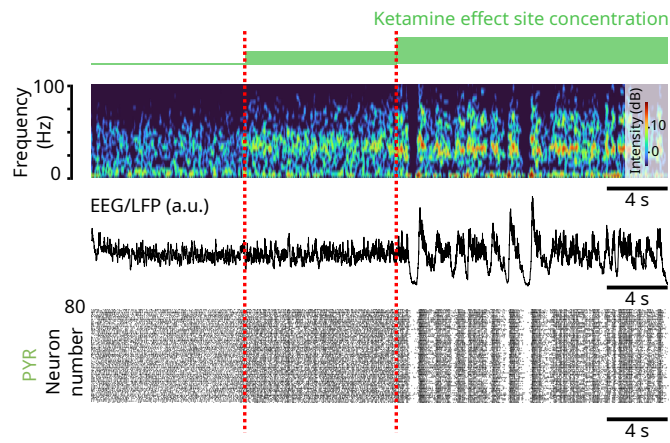 Ketamine effect site concentration
100
Frequency
(Hz)
0
Intensity (dB)
10
0
4 s
EEG/LFP (a.u.)
4 s
80
PYR
Neuron
number
4 s